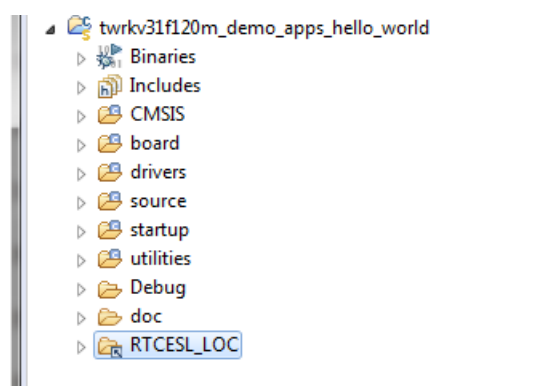 twrkv31f120m_demo_apps_hello_world
Binaries
Includes
CMSIS
board
drivers
source
startup
utilities
Debug
doc
RTCESL_LOC